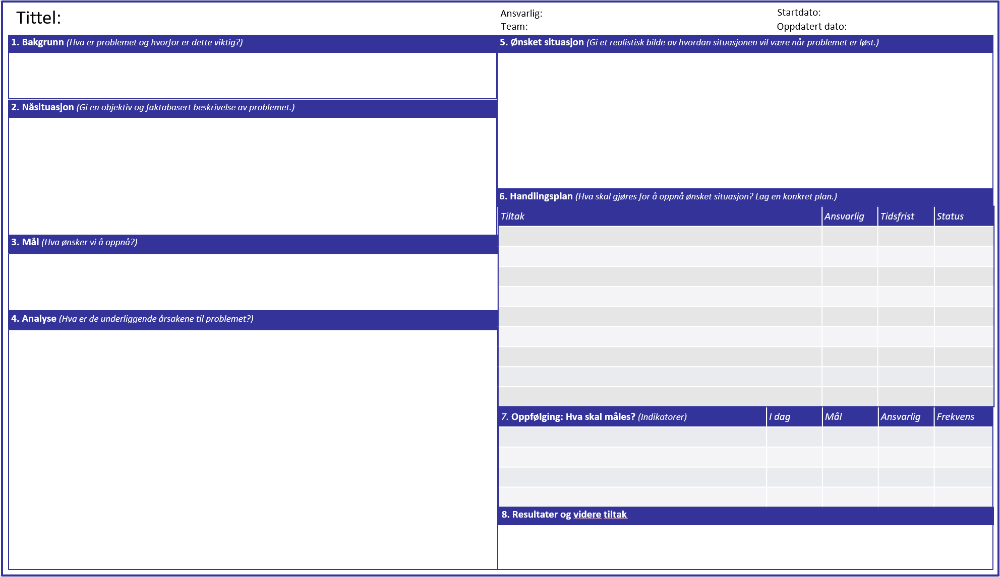 Tittel:
Ansvarlig:
Team:
Startdato:
Oppdatert dato:
1. Bakgrunn (Hva er problemet og hvorfor er dette viktig?)
2. Nåsituasjon (Gi en objektiv og faktabasert beskrivelse av problemet.)
3. Mål (Hva ønsker vi å oppnå?)
4. Analyse (Hva er de underliggende årsakene til problemet?)
5. Ønsket situasjon (Gi et realistisk bilde av hvordan situasjonen vil være når problemet er løst.)
6. Handlingsplan (Hva skal gjøres for å oppnå ønsket situasjon? Lag en konkret plan.)
Tiltak Ansvarlig Tidsfrist Status
7. Oppfølging: Hva skal måles? (Indikatorer) I dag Mål Ansvarlig Frekvens
8. Resultater og videre tiltak